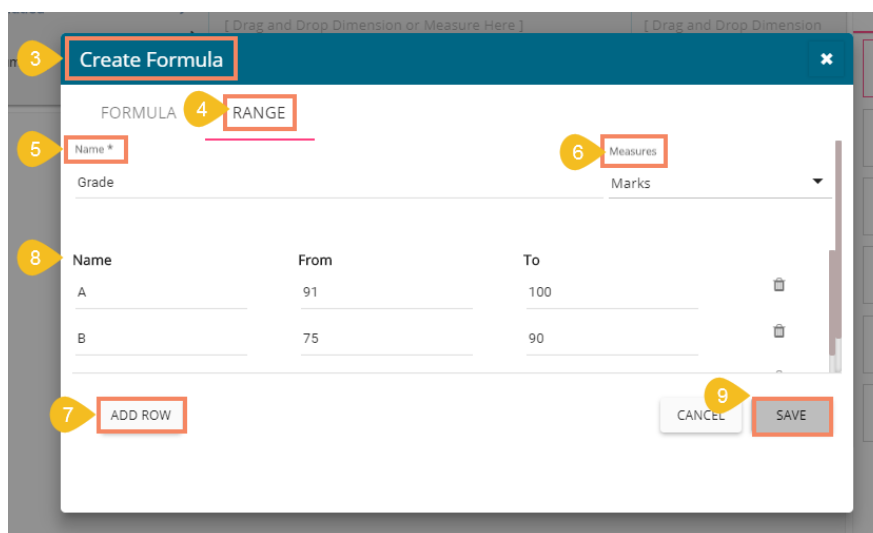 [ Drag and Drop Dimension or Measure Here ] [ Drag and Drop Dimension
3 Create Formula
FORMULA 4 RANGE
5 Name * 6 Measures
Grade Marks
8 Name From To
A 91 100
B 75 90
7 ADD ROW CANCEL 9 SAVE